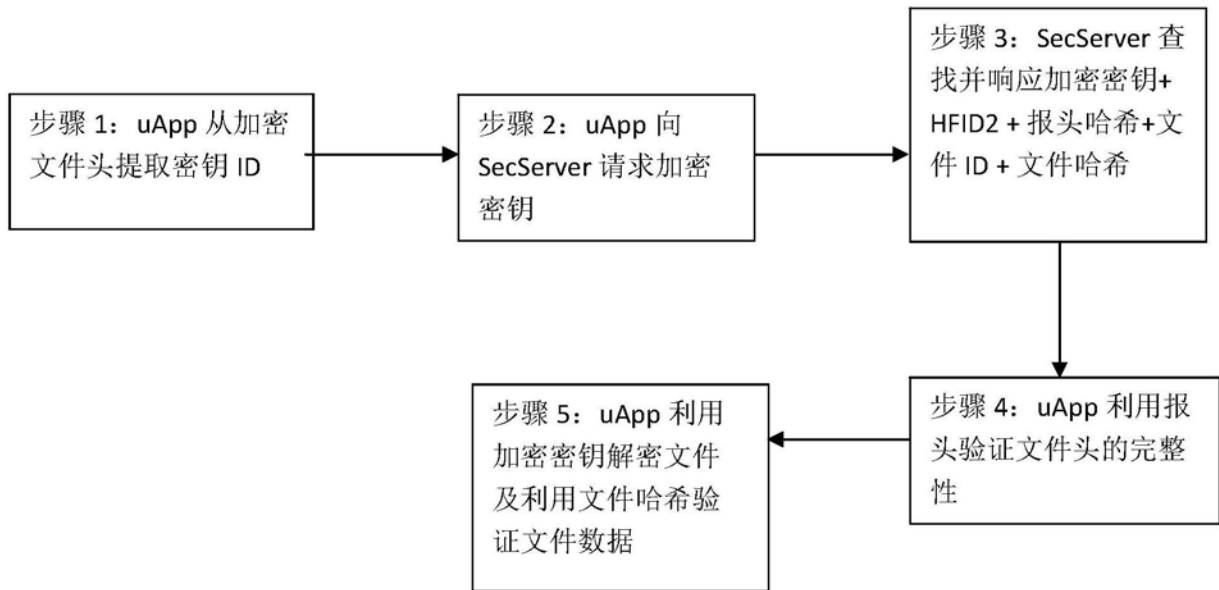 步骤 1：uApp 从加密
文件头提取密钥 ID
步骤 2：uApp 向
SecServer 请求加密
密钥
步骤 3：SecServer 查
找并响应加密密钥+
HFID2 + 报头哈希+文
件 ID + 文件哈希
步骤 4：uApp 利用报
头验证文件头的完整
性
步骤 5：uApp 利用
加密密钥解密文件
及利用文件哈希验
证文件数据